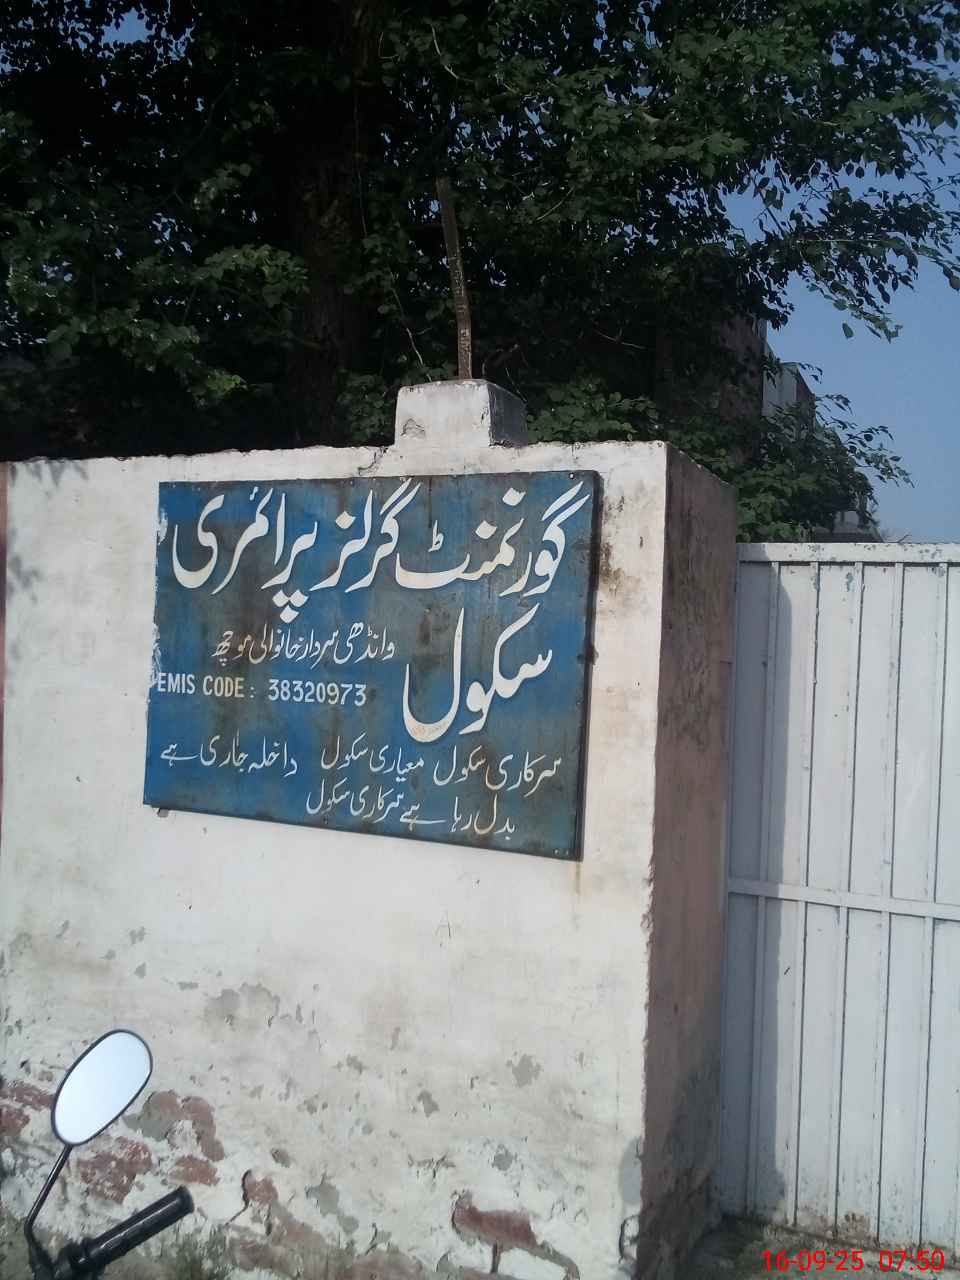 گورنمنٹ گرلز پرائمری
سکول
وانڈھی سردار خانوالی موچھ
EMIS CODE: 38320973
سرکاری سکول معیاری سکول داخلہ جاری ہے
بدل رہا ہے سرکاری سکول
16-09-25 07:50